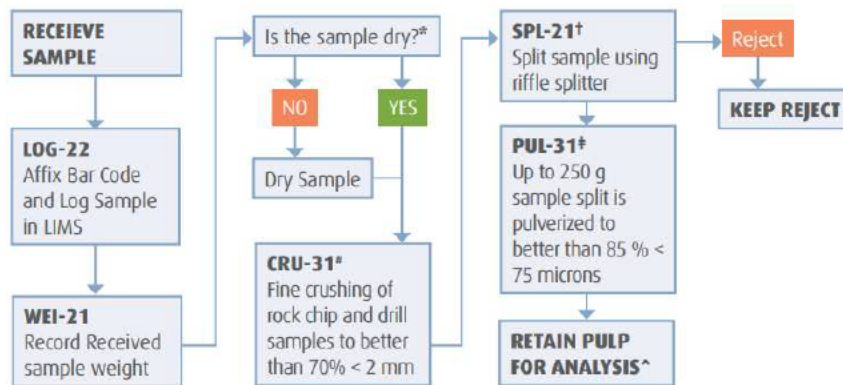 RECEIEVE
SAMPLE
LOG-22
Affix Bar Code
and Log Sample
in LIMS
WEI-21
Record Received
sample weight
Is the sample dry?*
NO
YES
Dry Sample
CRU-31#
Fine crushing of
rock chip and drill
samples to better
than 70% < 2 mm
SPL-21†
Split sample using
riffle splitter
Reject
KEEP REJECT
PUL-31‡
Up to 250 g
sample split is
pulverized to
better than 85 % <
75 microns
RETAIN PULP
FOR ANALYSIS^